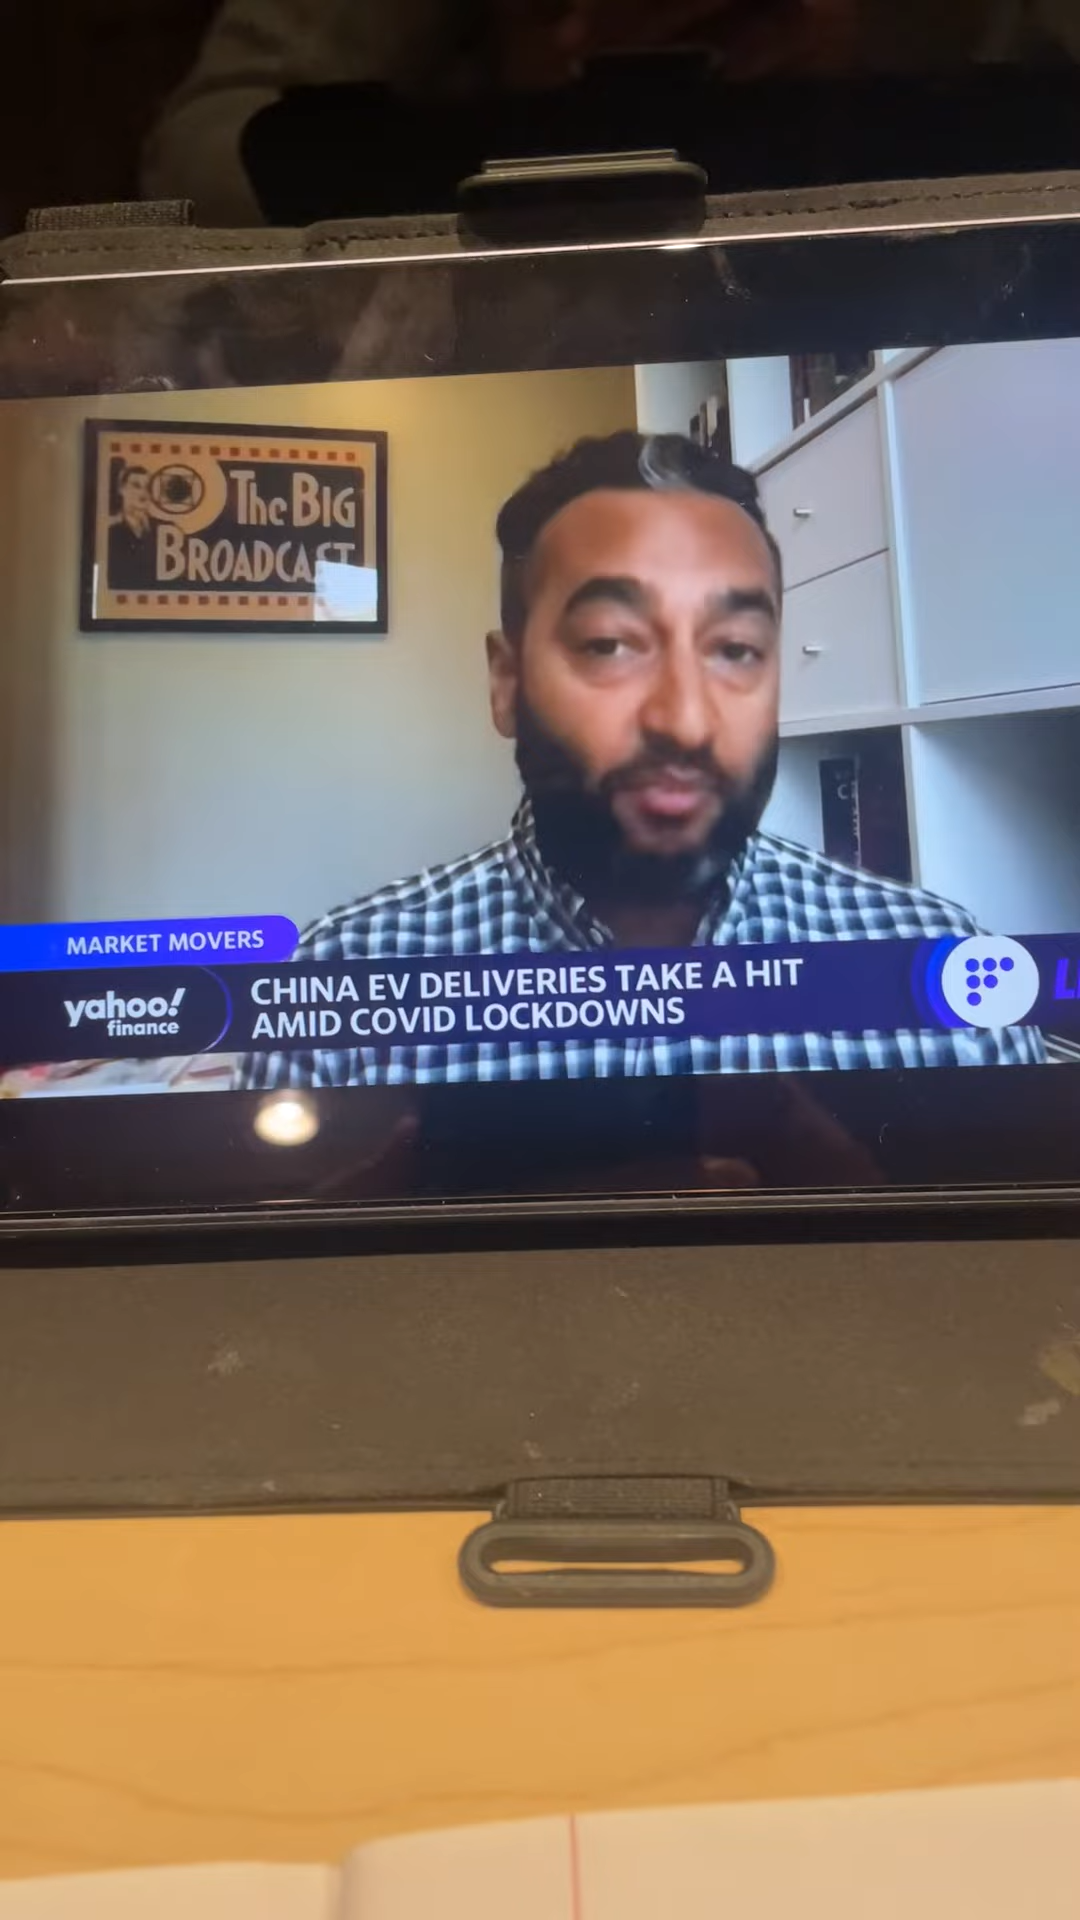 The Big
Broadcast
MARKET MOVERS
yahoo!
finance
CHINA EV DELIVERIES TAKE A HIT
AMID COVID LOCKDOWNS